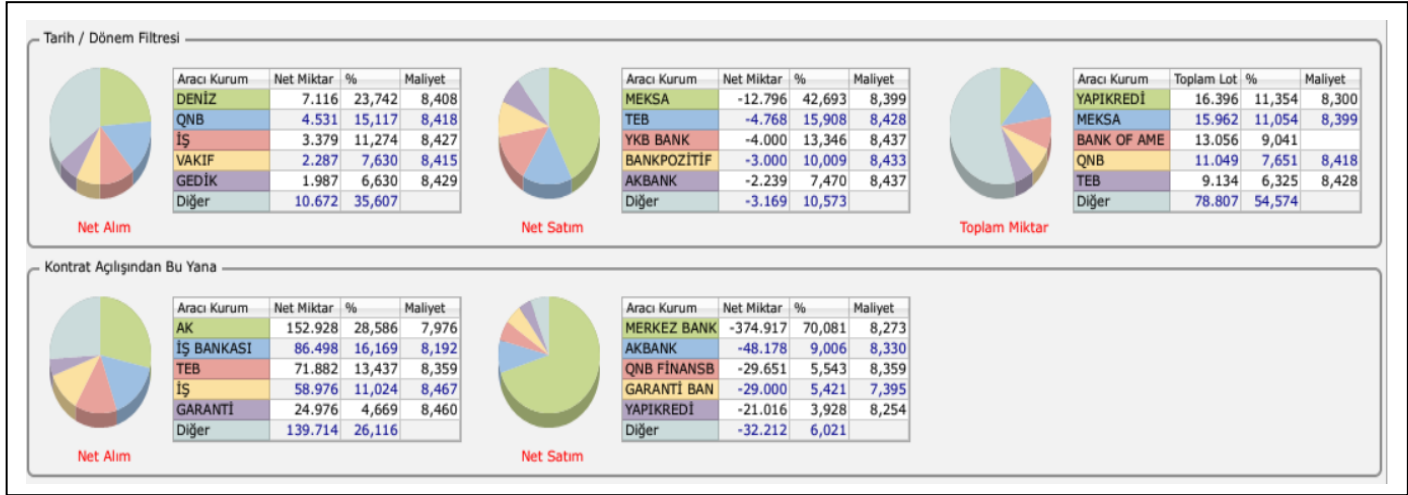 Tarih / Dönem Filtresi
Aracı Kurum Net Miktar % Maliyet
DENİZ 7.116 23,742 8,408
QNB 4.531 15,117 8,418
İŞ 3.379 11,274 8,427
VAKIF 2.287 7,630 8,415
GEDİK 1.987 6,630 8,429
Diğer 10.672 35,607
Net Alım
Aracı Kurum Net Miktar % Maliyet
MEKSA -12.796 42,693 8,399
TEB -4.768 15,908 8,428
YKB BANK -4.000 13,346 8,437
BANKPOZİTİF -3.000 10,009 8,433
AKBANK -2.239 7,470 8,437
Diğer -3.169 10,573
Net Satım
Aracı Kurum Toplam Lot % Maliyet
YAPIKREDİ 16.396 11,354 8,300
MEKSA 15.962 11,054 8,399
BANK OF AME 13.056 9,041
QNB 11.049 7,651 8,418
TEB 9.134 6,325 8,428
Diğer 78.807 54,574
Toplam Miktar
Kontrat Açılışından Bu Yana
Aracı Kurum Net Miktar % Maliyet
AK 152.928 28,586 7,976
İŞ BANKASI 86.498 16,169 8,192
TEB 71.882 13,437 8,359
İŞ 58.976 11,024 8,467
GARANTİ 24.976 4,669 8,460
Diğer 139.714 26,116
Net Alım
Aracı Kurum Net Miktar % Maliyet
MERKEZ BANK -374.917 70,081 8,273
AKBANK -48.178 9,006 8,330
QNB FİNANSB -29.651 5,543 8,359
GARANTİ BAN -29.000 5,421 7,395
YAPIKREDİ -21.016 3,928 8,254
Diğer -32.212 6,021
Net Satım